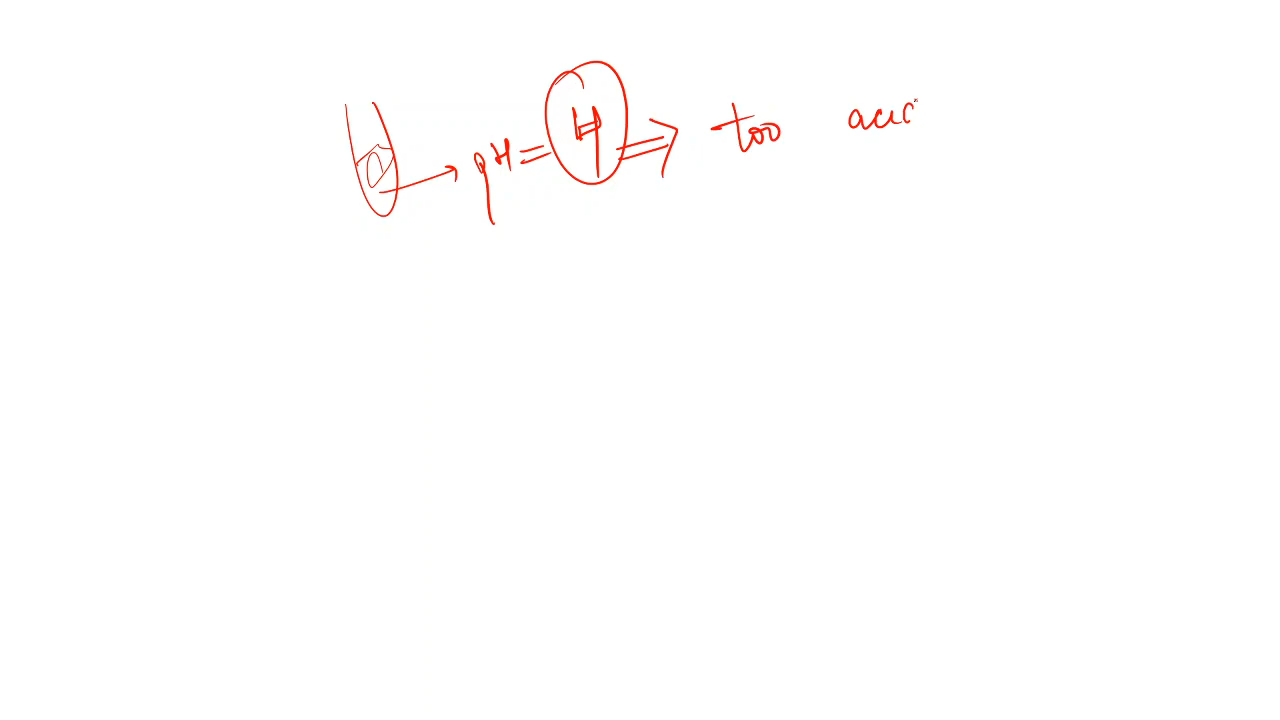 pH = 4 ⇒ too